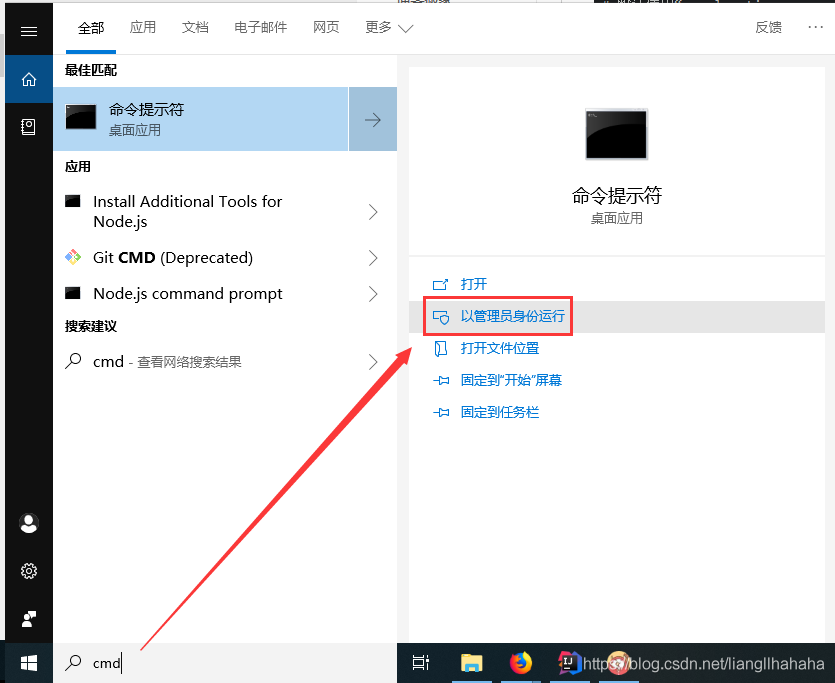 全部 应用 文档 电子邮件 网页 更多 反馈
最佳匹配
命令提示符
桌面应用
应用
Install Additional Tools for
Node.js
Git CMD (Deprecated)
Node.js command prompt
搜索建议
cmd - 查看网络搜索结果
命令提示符
桌面应用
打开
以管理员身份运行
打开文件位置
固定到"开始"屏幕
固定到任务栏
cmd
https://blog.csdn.net/liangllhahaha